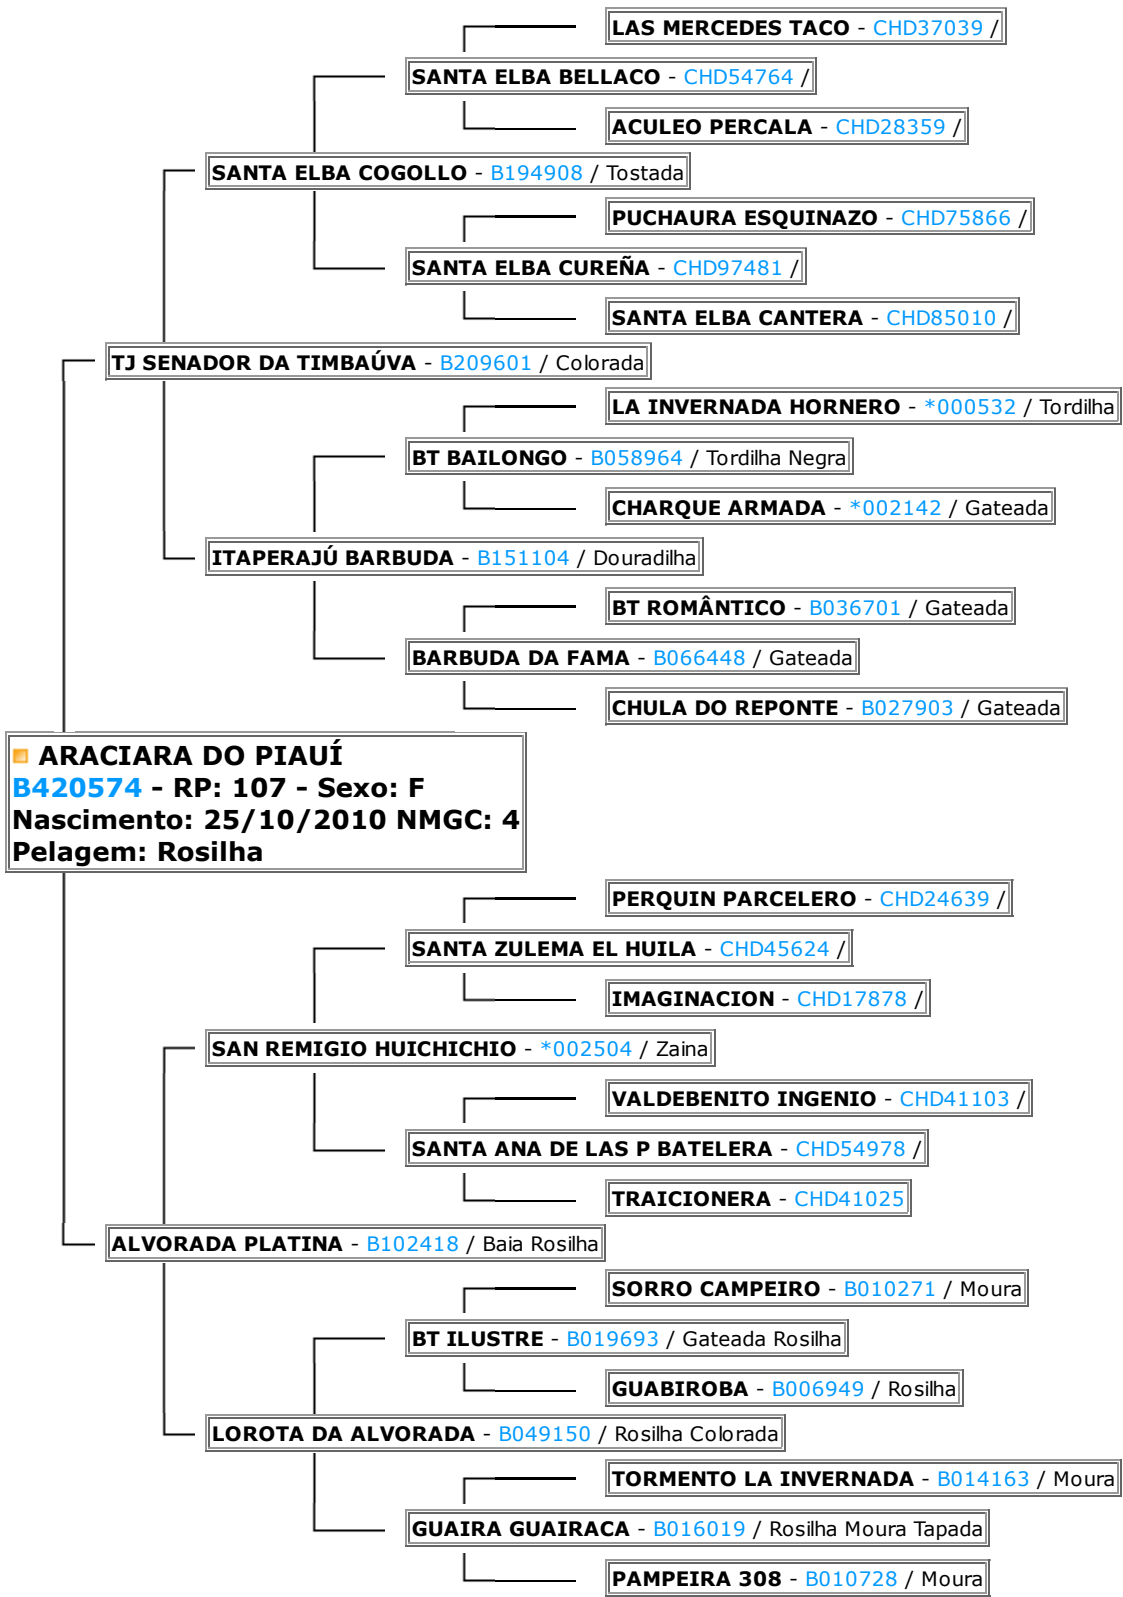 LAS MERCEDES TACO - CHD37039 /
SANTA ELBA BELLACO - CHD54764 /
ACULEO PERCALA - CHD28359 /
SANTA ELBA COGOLLO - B194908 / Tostada
PUCHAURA ESQUINAZO - CHD75866 /
SANTA ELBA CUREÑA - CHD97481 /
SANTA ELBA CANTERA - CHD85010 /
TJ SENADOR DA TIMBAÚVA - B209601 / Colorada
LA INVERNADA HORNERO - *000532 / Tordilha
BT BAILONGO - B058964 / Tordilha Negra
CHARQUE ARMADA - *002142 / Gateada
ITAPERAJÚ BARBUDA - B151104 / Douradilha
BT ROMÂNTICO - B036701 / Gateada
BARBUDA DA FAMA - B066448 / Gateada
CHULA DO REPONTE - B027903 / Gateada
ARACIARA DO PIAUÍ
B420574 - RP: 107 - Sexo: F
Nascimento: 25/10/2010 NMGC: 4
Pelagem: Rosilha
PERQUIN PARCELERO - CHD24639 /
SANTA ZULEMA EL HUILA - CHD45624 /
IMAGINACION - CHD17878 /
SAN REMIGIO HUICHICHIO - *002504 / Zaina
VALDEBENITO INGENIO - CHD41103 /
SANTA ANA DE LAS P BATELERA - CHD54978 /
TRAICIONERA - CHD41025
ALVORADA PLATINA - B102418 / Baia Rosilha
SORRO CAMPEIRO - B010271 / Moura
BT ILUSTRE - B019693 / Gateada Rosilha
GUABIROBA - B006949 / Rosilha
LOROTA DA ALVORADA - B049150 / Rosilha Colorada
TORMENTO LA INVERNADA - B014163 / Moura
GUAIRA GUAIRACA - B016019 / Rosilha Moura Tapada
PAMPEIRA 308 - B010728 / Moura